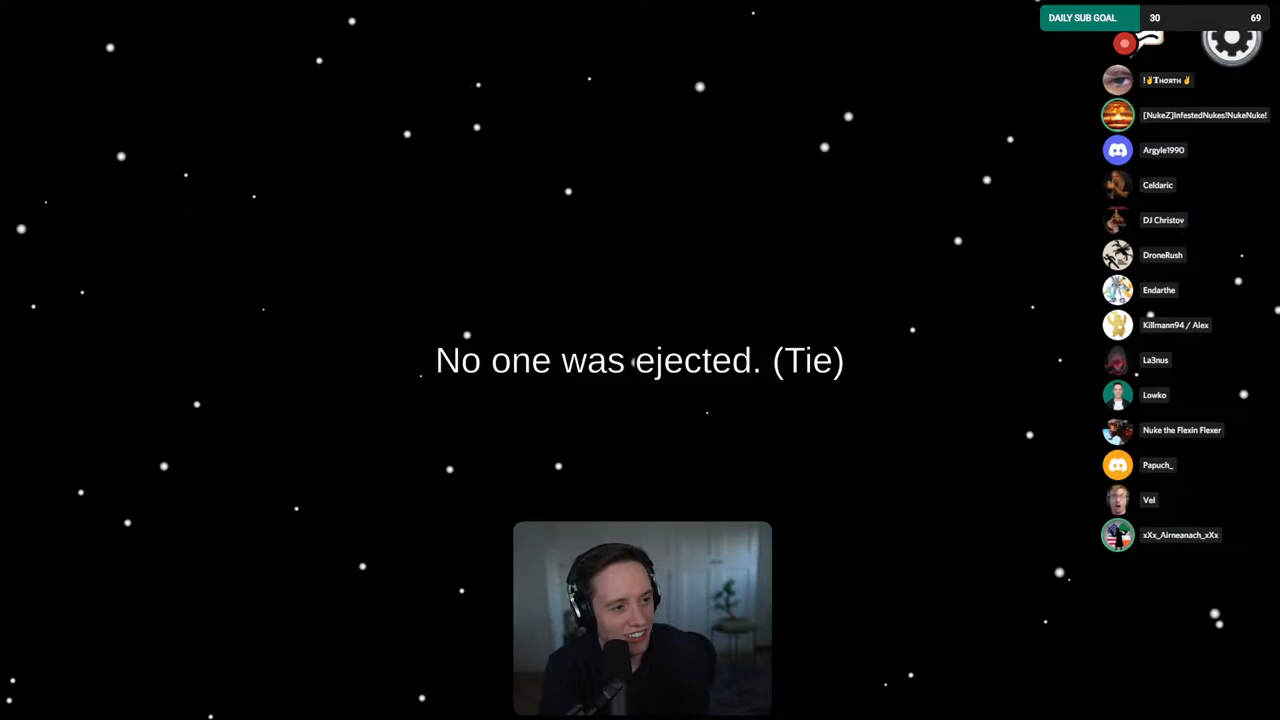 DAILY SUB GOAL 30 69
!✌Tʜᴏʀᴛʜ ✌
[NukeZ]InfestedNukes!NukeNuke!
Argyle1990
Celdaric
DJ Christov
DroneRush
Endarthe
Killmann94 / Alex
No one was ejected. (Tie)
La3nus
Lowko
Nuke the Flexin Flexer
Papuch_
Vel
xXx_Airneanach_xXx